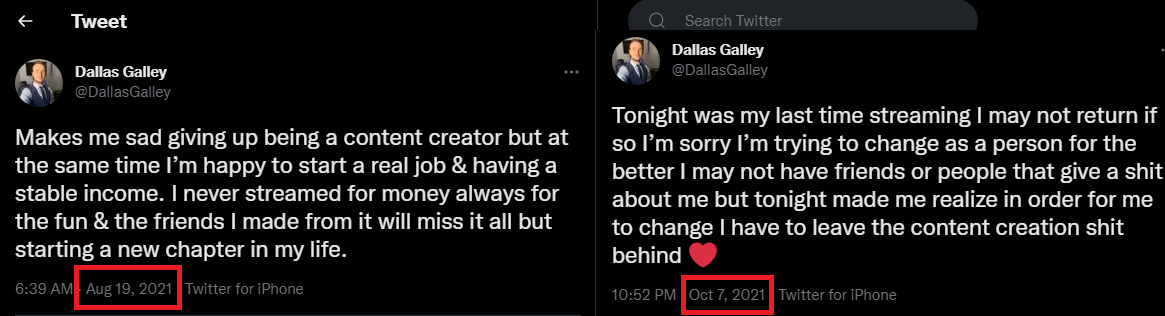 Tweet
Dallas Galley
@DallasGalley
Makes me sad giving up being a content creator but at
the same time I'm happy to start a real job & having a
stable income. I never streamed for money always for
the fun & the friends I made from it will miss it all but
starting a new chapter in my life.
6:39 AM · Aug 19, 2021 Twitter for iPhone
Search Twitter
Dallas Galley
@DallasGalley
Tonight was my last time streaming I may not return if
so I'm sorry I'm trying to change as a person for the
better I may not have friends or people that give a shit
about me but tonight made me realize in order for me
to change I have to leave the content creation shit
behind ❤️
10:52 PM Oct 7, 2021 Twitter for iPhone